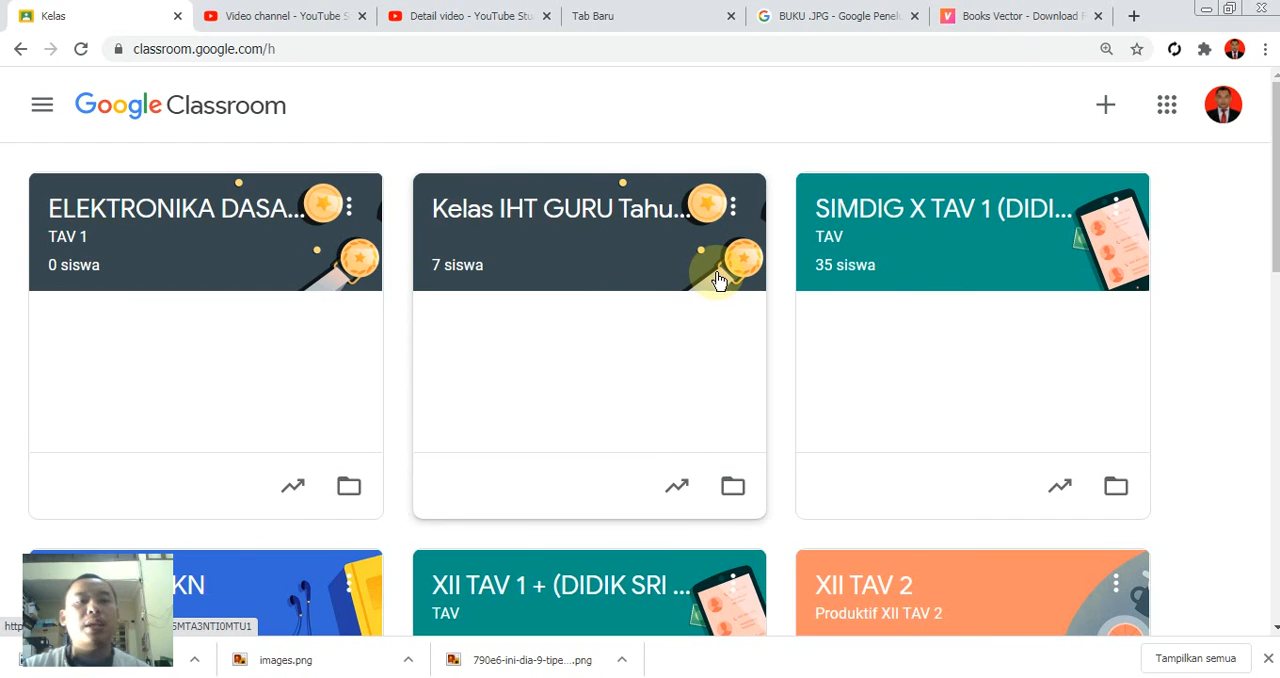 Kelas
Video channel - YouTube S
Detail video - YouTube Stu
Tab Baru
BUKU .JPG - Google Penelu
Books Vector - Download F
classroom.google.com/h
Google Classroom
ELEKTRONIKA DASA...
TAV 1
0 siswa
Kelas IHT GURU Tahu...
7 siswa
SIMDIG X TAV 1 (DIDI...
TAV
35 siswa
KN
XII TAV 1 + (DIDIK SRI ...
TAV
XII TAV 2
Produktif XII TAV 2
http
5MTA3NTI0MTU1
images.png
790e6-ini-dia-9-tipe....png
Tampilkan semua